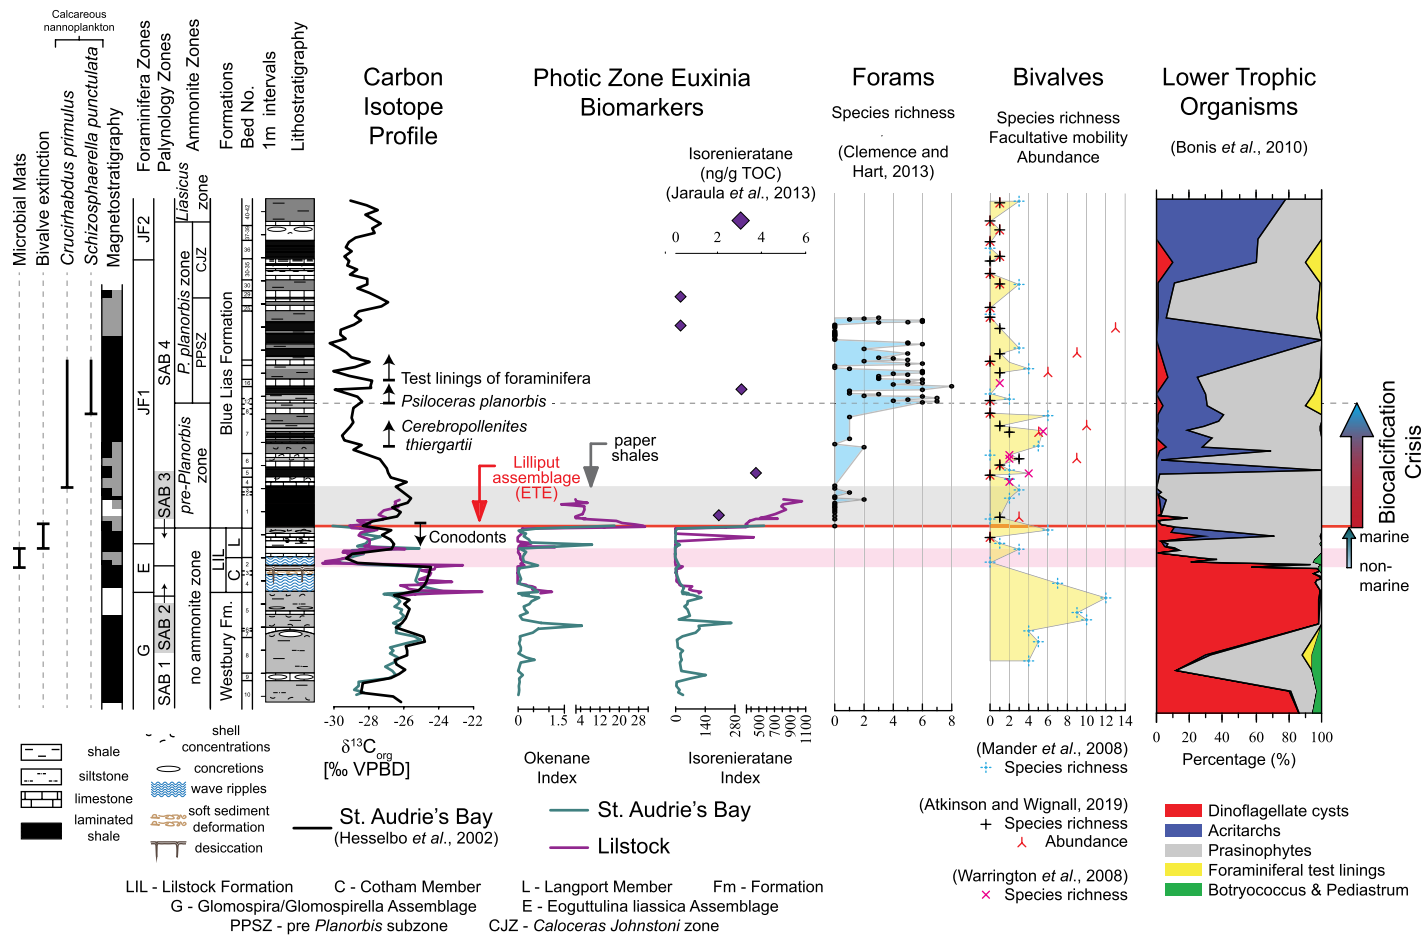 Calcareous
nannoplankton
Microbial Mats
Bivalve extinction
Crucirhabdus primulus
Schizosphaerella punctulata
Magnetostratigraphy
Foraminifera Zones
Palynology Zones
Ammonite Zones
Formations
Bed No.
1m intervals
Lithostratigraphy
Carbon
Isotope
Profile
Photic Zone Euxinia
Biomarkers
Isorenieratane
(ng/g TOC)
(Jaraula et al., 2013)
0 2 4 6
Forams
Species richness
(Clemence and
Hart, 2013)
Bivalves
Species richness
Facultative mobility
Abundance
Lower Trophic
Organisms
(Bonis et al., 2010)
JF2
JF1
E
G
SAB 4
SAB 3
SAB 2
SAB 1
Liasicus
zone
P. planorbis zone
CJZ
PPSZ
pre-Planorbis
zone
no ammonite zone
Blue Lias Formation
LIL
L
C
Westbury Fm.
Test linings of foraminifera
Psiloceras planorbis
Cerebropollenites
thiergartii
Lilliput
assemblage
(ETE)
paper
shales
Conodonts
Biocalcification
Crisis
marine
non-
marine
-30 -28 -26 -24 -22
δ13Corg
[‰ VPBD]
0 1.5 4 12 20 28
Okenane
Index
0 140 280 500 700 900 1100
Isorenieratane
Index
0 2 4 6 8
0 2 4 6 8 10 12 14
0 20 40 60 80 100
Percentage (%)
shale
siltstone
limestone
laminated
shale
shell
concentrations
concretions
wave ripples
soft sediment
deformation
desiccation
St. Audrie's Bay
(Hesselbo et al., 2002)
St. Audrie's Bay
Lilstock
(Mander et al., 2008)
Species richness
(Atkinson and Wignall, 2019)
Species richness
Abundance
(Warrington et al., 2008)
Species richness
Dinoflagellate cysts
Acritarchs
Prasinophytes
Foraminiferal test linings
Botryococcus & Pediastrum
LIL - Lilstock Formation C - Cotham Member L - Langport Member Fm - Formation
G - Glomospira/Glomospirella Assemblage E - Eoguttulina liassica Assemblage
PPSZ - pre Planorbis subzone CJZ - Caloceras Johnstoni zone